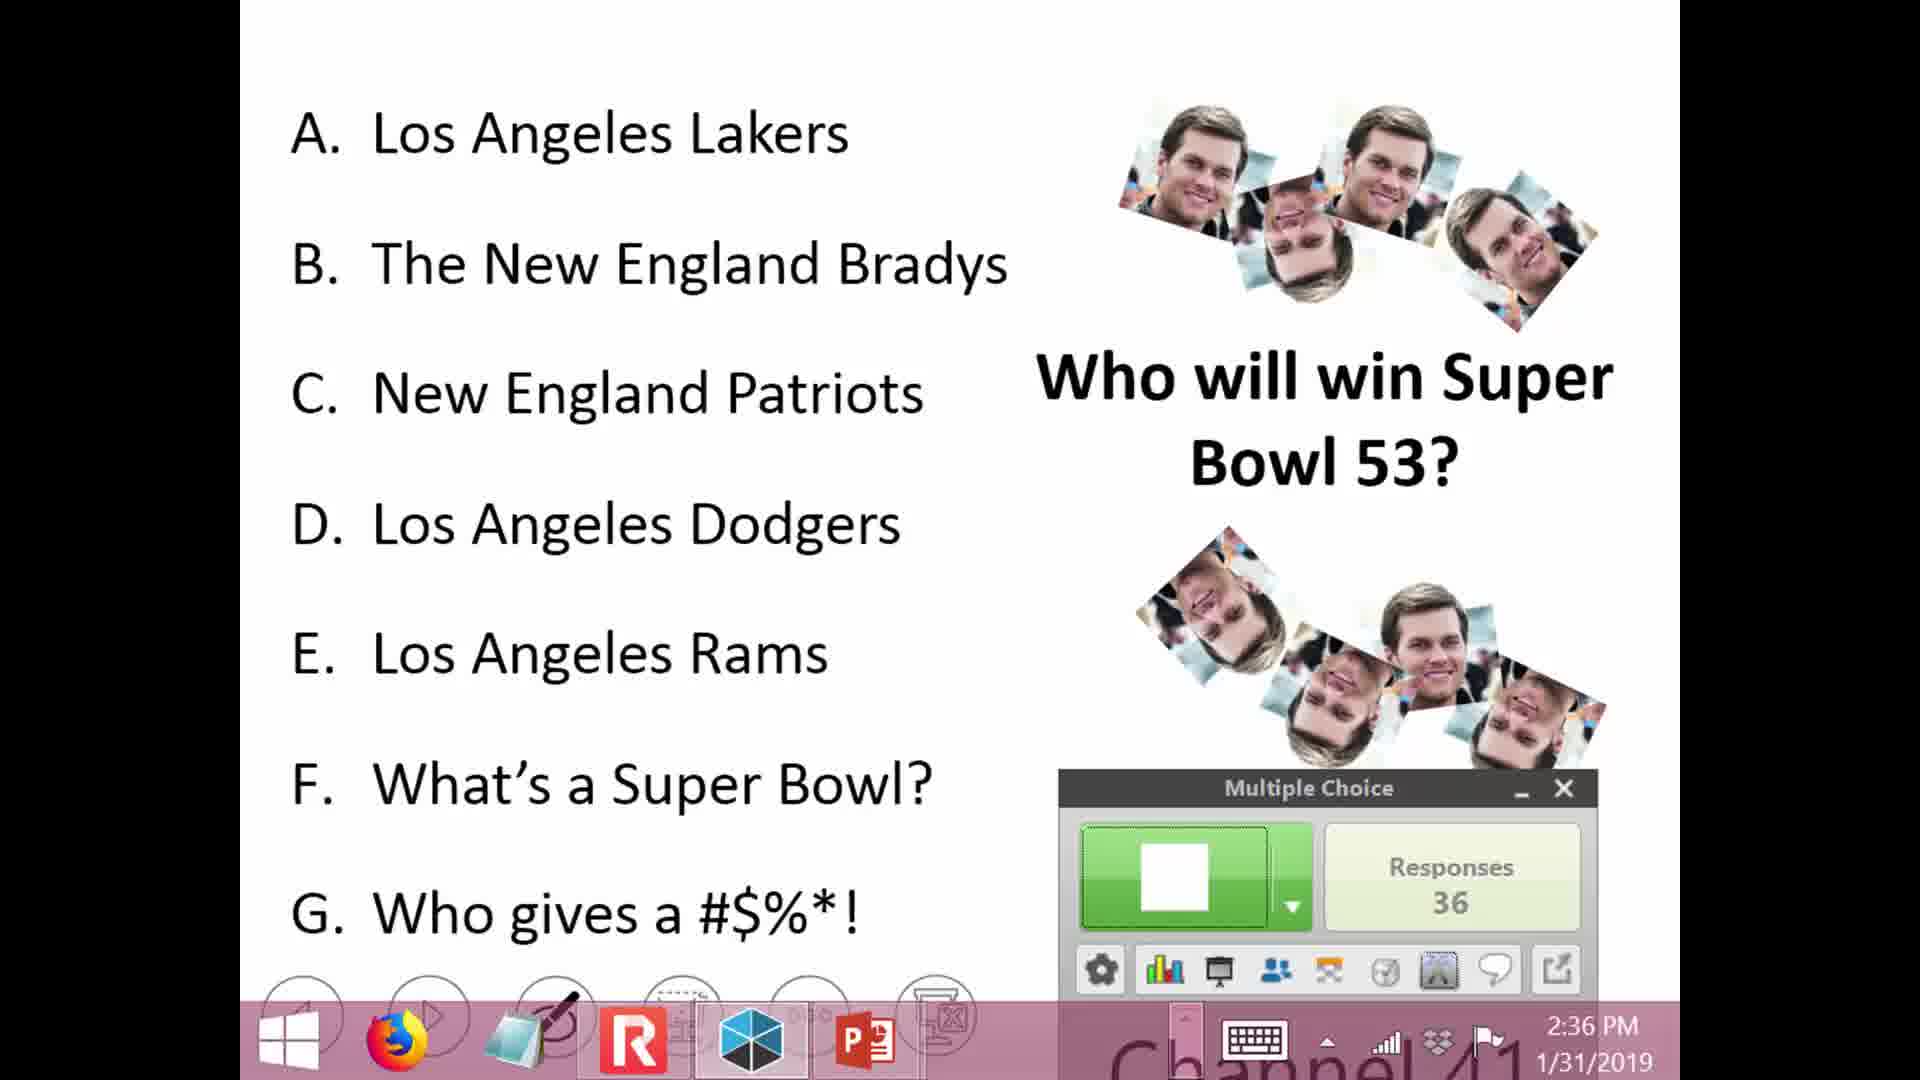 A. Los Angeles Lakers
B. The New England Bradys
C. New England Patriots
D. Los Angeles Dodgers
E. Los Angeles Rams
F. What's a Super Bowl?
G. Who gives a #$%*!
Who will win Super
Bowl 53?
Multiple Choice
Responses
36
Channel 41
2:36 PM
1/31/2019